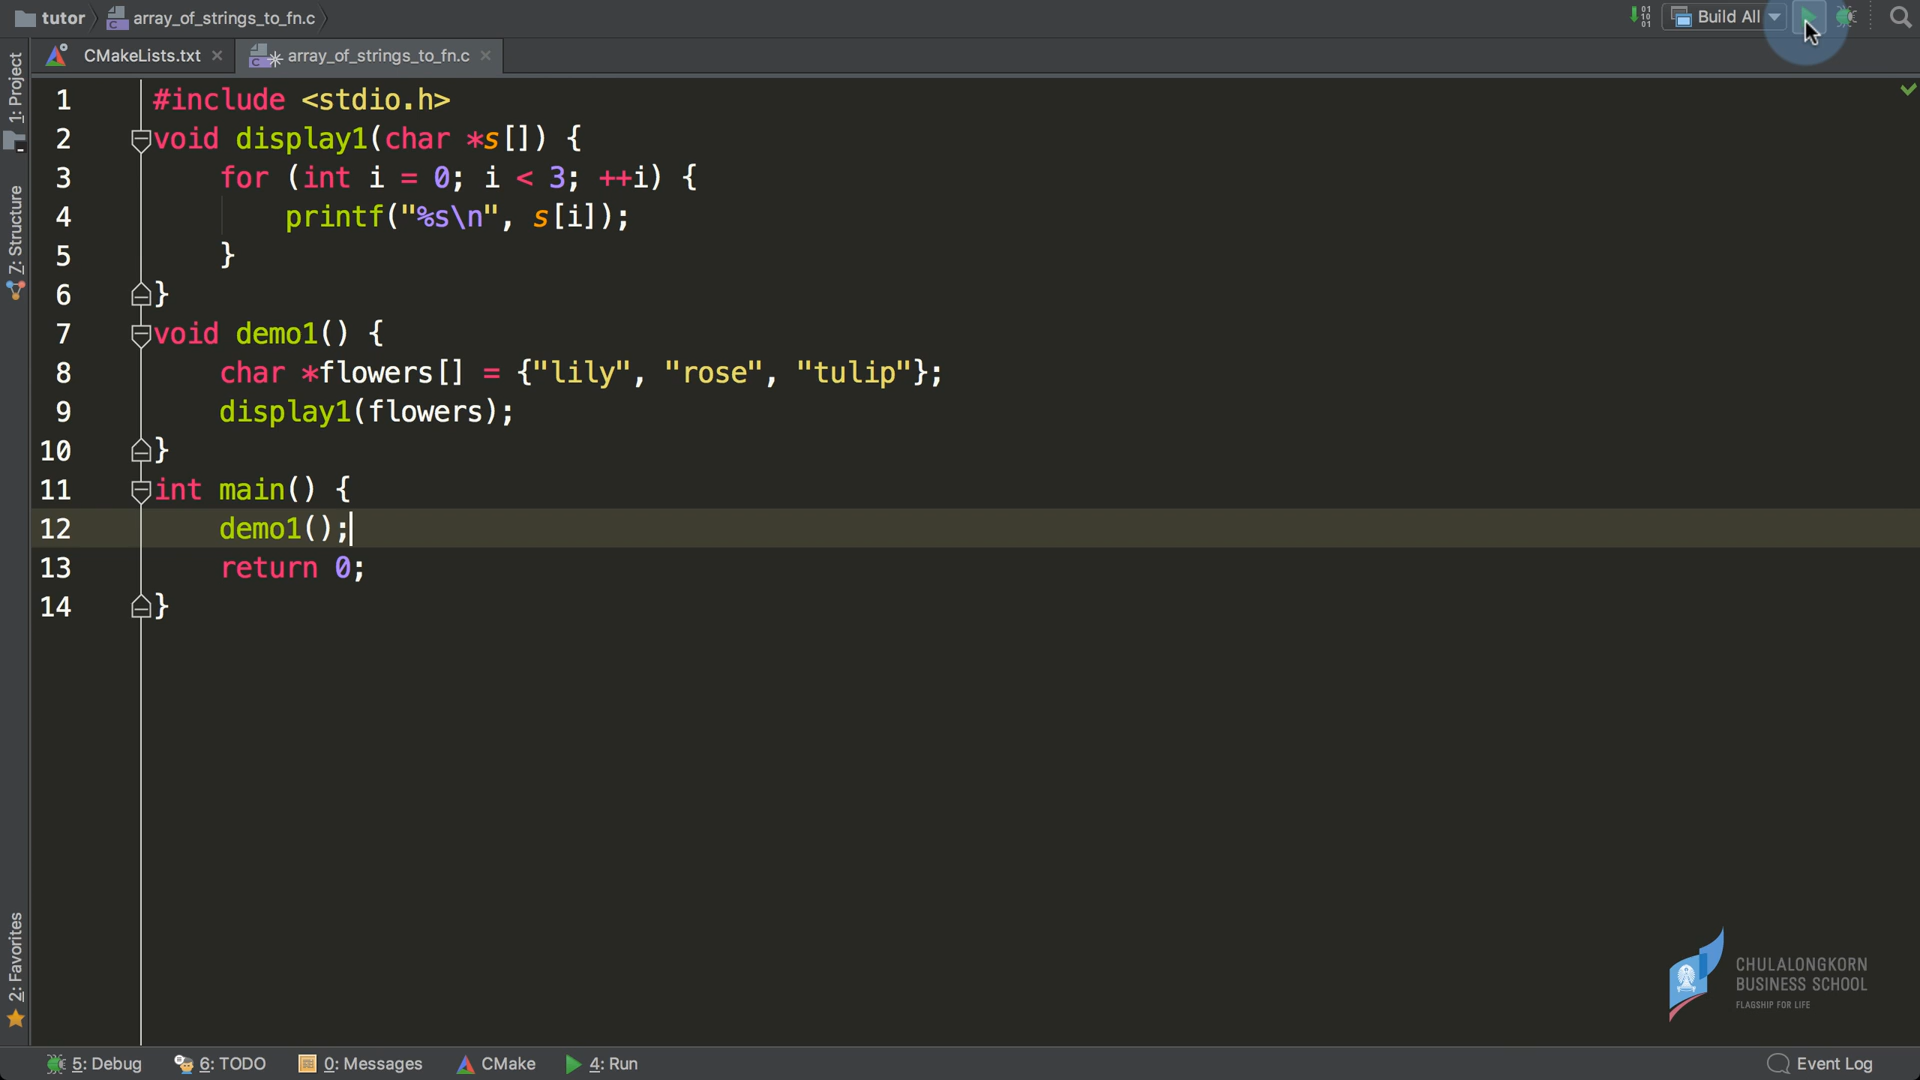 tutor array_of_strings_to_fn.c Build All
CMakeLists.txt array_of_strings_to_fn.c
1: Project
7: Structure
2: Favorites
1 #include <stdio.h>
2 void display1(char *s[]) {
3 for (int i = 0; i < 3; ++i) {
4 printf("%s\n", s[i]);
5 }
6 }
7 void demo1() {
8 char *flowers[] = {"lily", "rose", "tulip"};
9 display1(flowers);
10 }
11 int main() {
12 demo1();
13 return 0;
14 }
CHULALONGKORN
BUSINESS SCHOOL
FLAGSHIP FOR LIFE
5: Debug 6: TODO 0: Messages CMake 4: Run Event Log